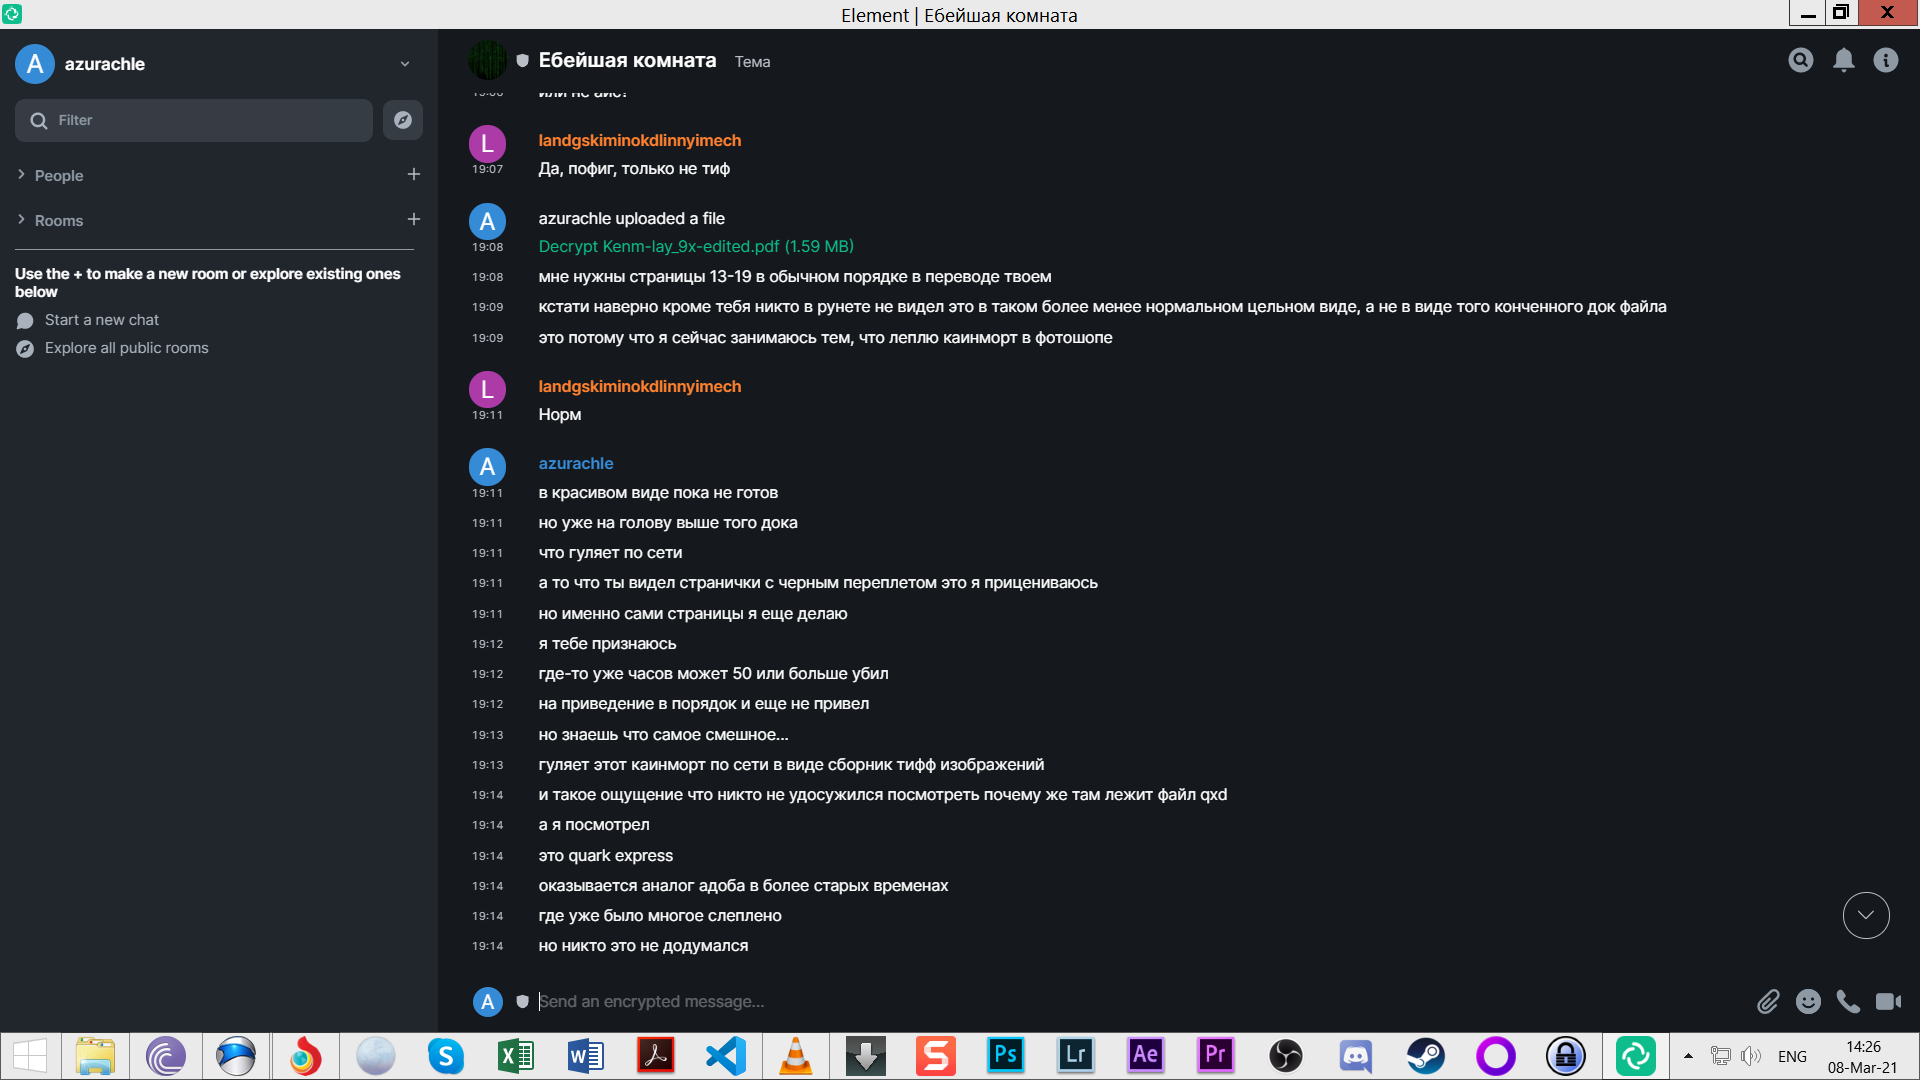 Element | Ебейшая комната
A
azurachle
Filter
People
Rooms
Use the + to make a new room or explore existing ones
below
Start a new chat
Explore all public rooms
Ебейшая комната Тема
L
landgskiminokdlinnyimech
19:07 Да, пофиг, только не тиф
A
azurachle uploaded a file
19:08 Decrypt Kenm-lay_9x-edited.pdf (1.59 MB)
19:08 мне нужны страницы 13-19 в обычном порядке в переводе твоем
19:09 кстати наверно кроме тебя никто в рунете не видел это в таком более менее нормальном цельном виде, а не в виде того конченного док файла
19:09 это потому что я сейчас занимаюсь тем, что леплю каинморт в фотошопе
L
landgskiminokdlinnyimech
19:11 Норм
A
azurachle
19:11 в красивом виде пока не готов
19:11 но уже на голову выше того дока
19:11 что гуляет по сети
19:11 а то что ты видел странички с черным переплетом это я прицениваюсь
19:11 но именно сами страницы я еще делаю
19:12 я тебе признаюсь
19:12 где-то уже часов может 50 или больше убил
19:12 на приведение в порядок и еще не привел
19:13 но знаешь что самое смешное...
19:13 гуляет этот каинморт по сети в виде сборник тифф изображений
19:14 и такое ощущение что никто не удосужился посмотреть почему же там лежит файл qxd
19:14 а я посмотрел
19:14 это quark express
19:14 оказывается аналог адоба в более старых временах
19:14 где уже было многое слеплено
19:14 но никто это не додумался
A
Send an encrypted message...
S
X
W
S
Ps
Lr
Ae
Pr
ENG
14:26
08-Mar-21